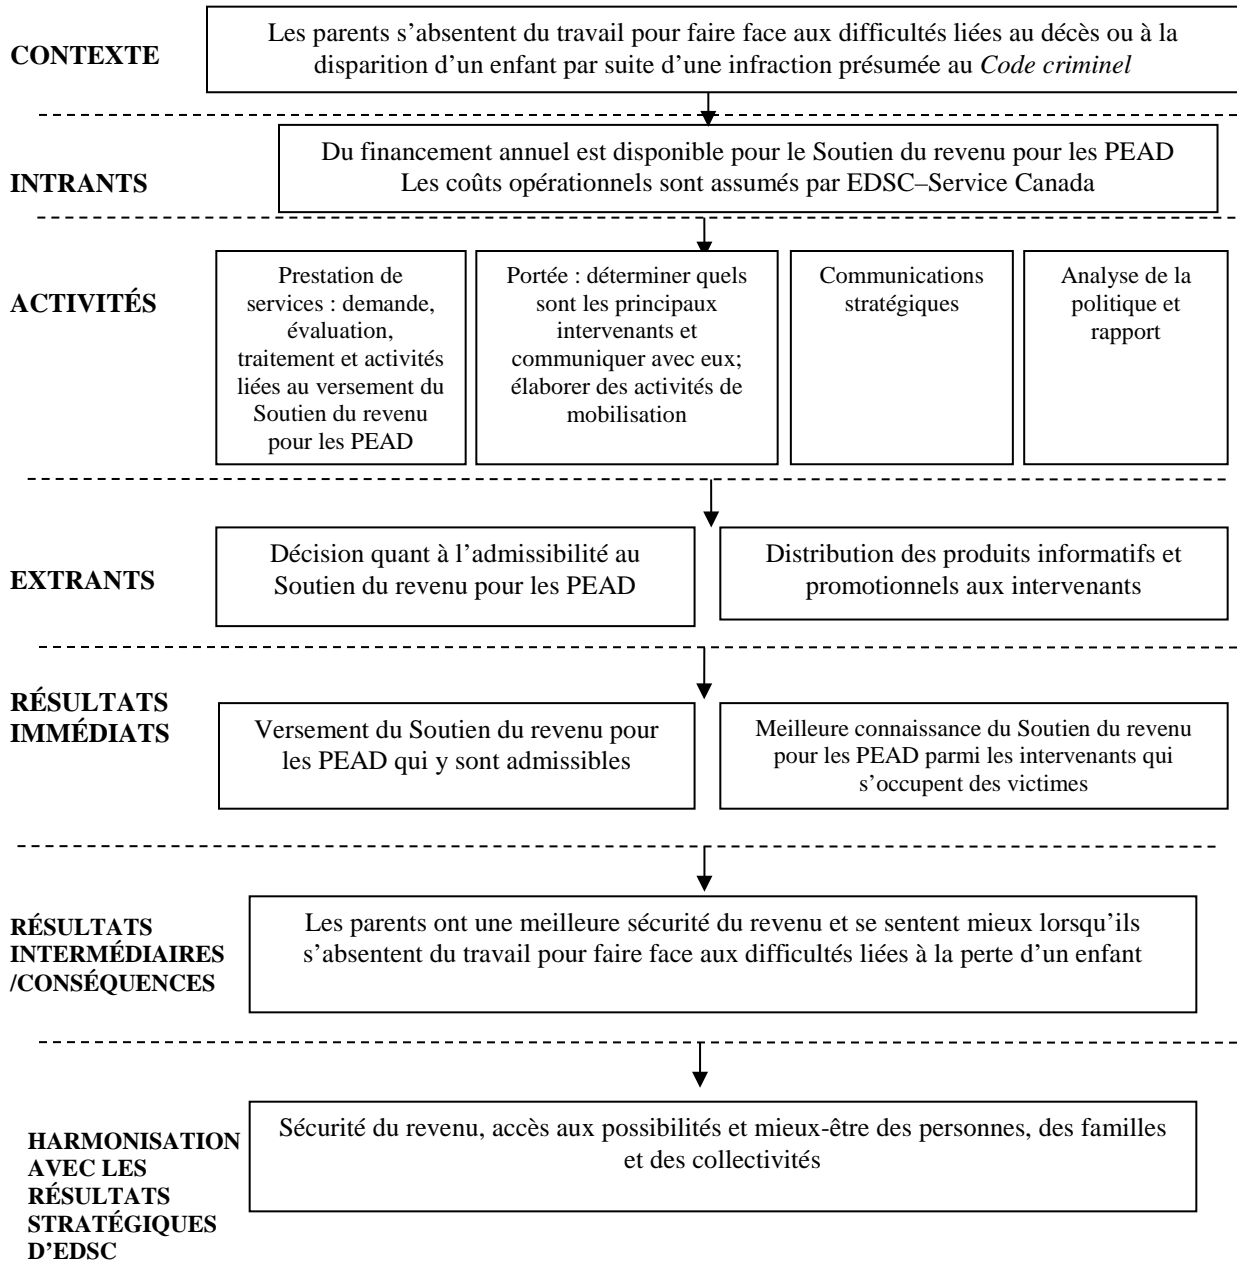 CONTEXTE
Les parents s’absentent du travail pour faire face aux difficultés liées au décès ou à la
disparition d’un enfant par suite d’une infraction présumée au Code criminel
INTRANTS
Du financement annuel est disponible pour le Soutien du revenu pour les PEAD
Les coûts opérationnels sont assumés par EDSC–Service Canada
ACTIVITÉS
Prestation de
services : demande,
évaluation,
traitement et activités
liées au versement du
Soutien du revenu
pour les PEAD
Portée : déterminer quels
sont les principaux
intervenants et
communiquer avec eux;
élaborer des activités de
mobilisation
Communications
stratégiques
Analyse de la
politique et
rapport
EXTRANTS
Décision quant à l’admissibilité au
Soutien du revenu pour les PEAD
Distribution des produits informatifs et
promotionnels aux intervenants
RÉSULTATS
IMMÉDIATS
Versement du Soutien du revenu pour
les PEAD qui y sont admissibles
Meilleure connaissance du Soutien du revenu
pour les PEAD parmi les intervenants qui
s’occupent des victimes
RÉSULTATS
INTERMÉDIAIRES
/CONSÉQUENCES
Les parents ont une meilleure sécurité du revenu et se sentent mieux lorsqu’ils
s’absentent du travail pour faire face aux difficultés liées à la perte d’un enfant
HARMONISATION
AVEC LES
RÉSULTATS
STRATÉGIQUES
D’EDSC
Sécurité du revenu, accès aux possibilités et mieux-être des personnes, des familles
et des collectivités